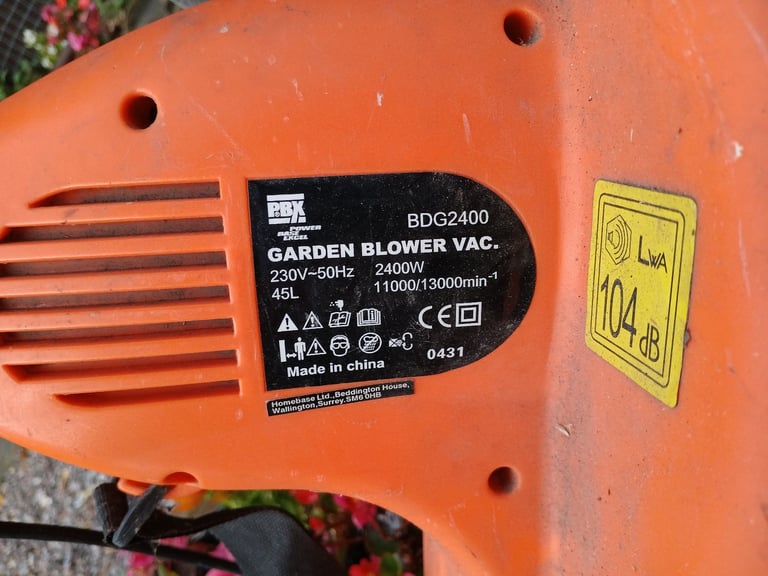 PBX
POWER
BASE
EXCEL
BDG2400
GARDEN BLOWER VAC.
230V~50Hz 2400W
45L 11000/13000min⁻¹
CE
0431
Made in china
Homebase Ltd.,Beddington House,
Wallington,Surrey.SM6 0HB
LWA
104 dB